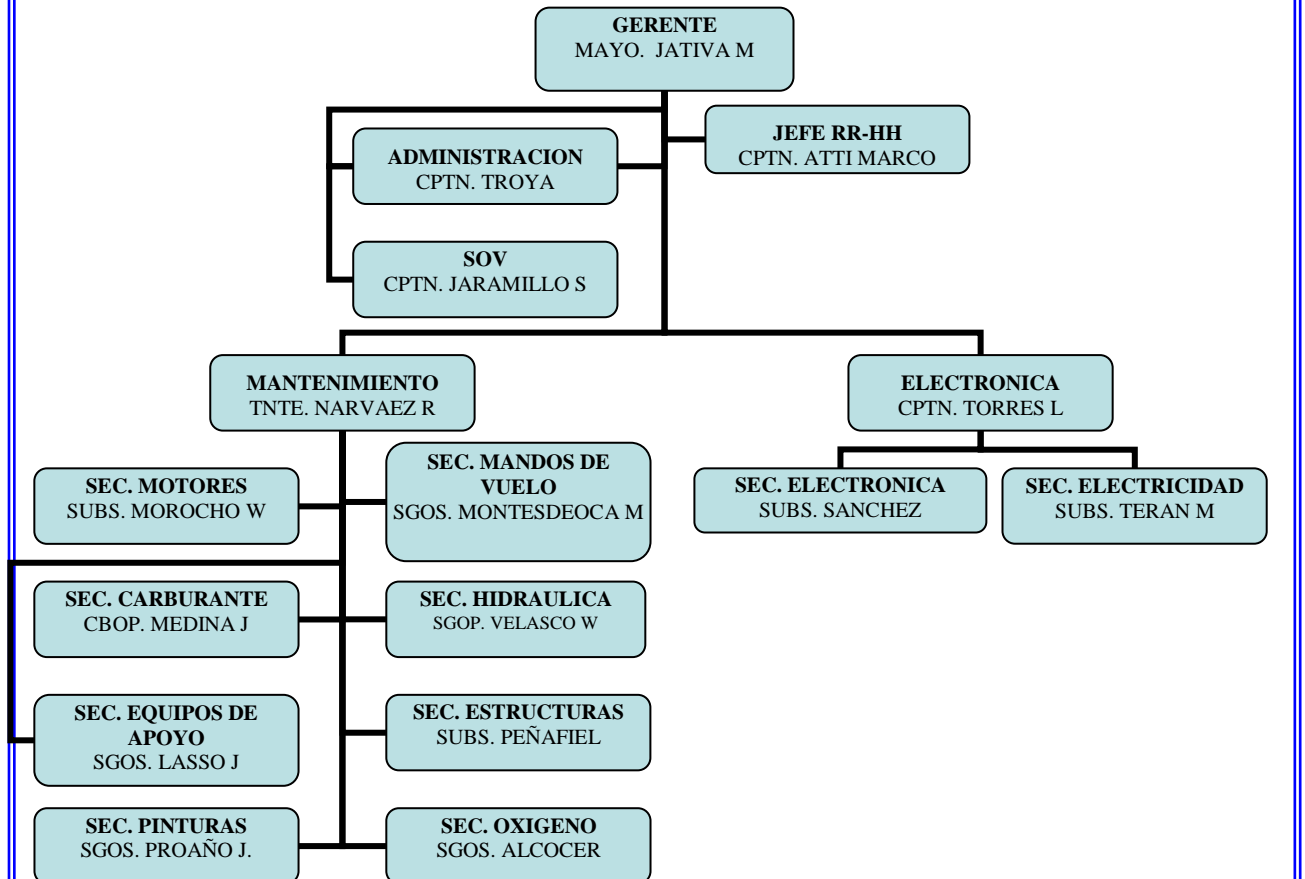 GERENTE
MAYO. JATIVA M
JEFE RR-HH
CPTN. ATTI MARCO
ADMINISTRACION
CPTN. TROYA
SOV
CPTN. JARAMILLO S
MANTENIMIENTO
TNTE. NARVAEZ R
ELECTRONICA
CPTN. TORRES L
SEC. MOTORES
SUBS. MOROCHO W
SEC. MANDOS DE
VUELO
SGOS. MONTESDEOCA M
SEC. ELECTRONICA
SUBS. SANCHEZ
SEC. ELECTRICIDAD
SUBS. TERAN M
SEC. CARBURANTE
CBOP. MEDINA J
SEC. HIDRAULICA
SGOP. VELASCO W
SEC. EQUIPOS DE
APOYO
SGOS. LASSO J
SEC. ESTRUCTURAS
SUBS. PEÑAFIEL
SEC. PINTURAS
SGOS. PROAÑO J.
SEC. OXIGENO
SGOS. ALCOCER